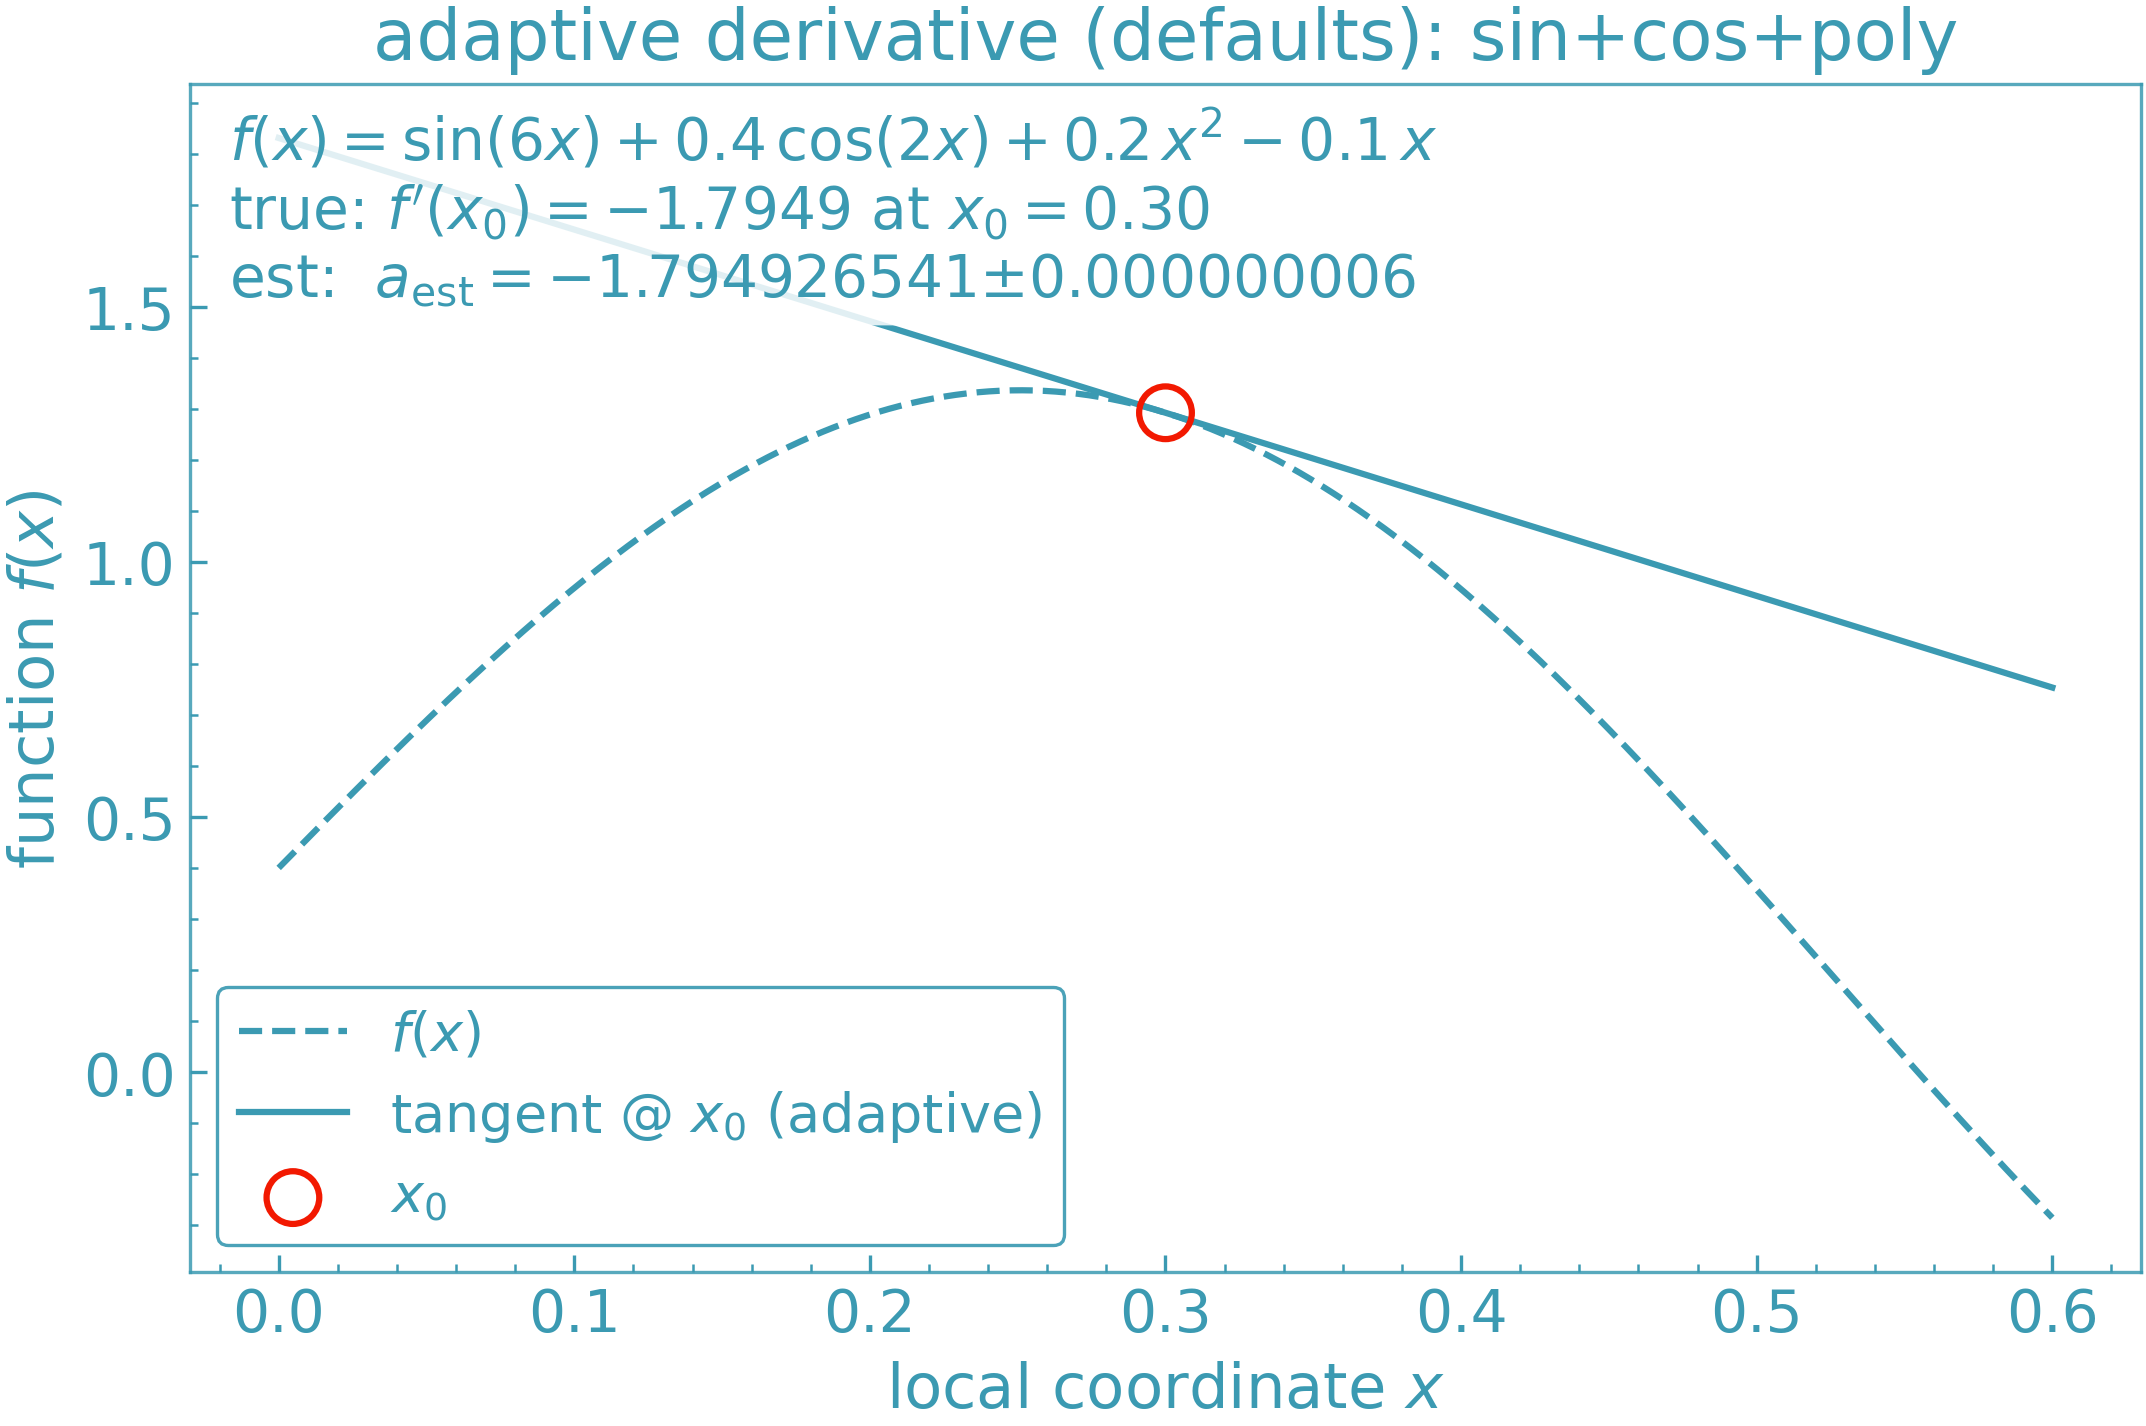 adaptive derivative (defaults): sin+cos+poly
f(x) = sin(6x) + 0.4 cos(2x) + 0.2 x² − 0.1 x
true: f′(x₀) = −1.7949 at x₀ = 0.30
est: a_est = −1.794926541±0.000000006
function f(x)
1.5
1.0
0.5
0.0
f(x)
tangent @ x₀ (adaptive)
x₀
0.0 0.1 0.2 0.3 0.4 0.5 0.6
local coordinate x